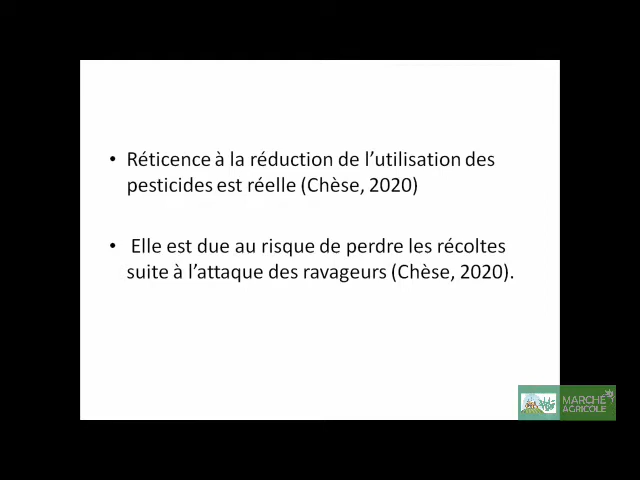 • Réticence à la réduction de l'utilisation des
pesticides est réelle (Chèse, 2020)
• Elle est due au risque de perdre les récoltes
suite à l'attaque des ravageurs (Chèse, 2020).
MARCHÉ
AGRICOLE